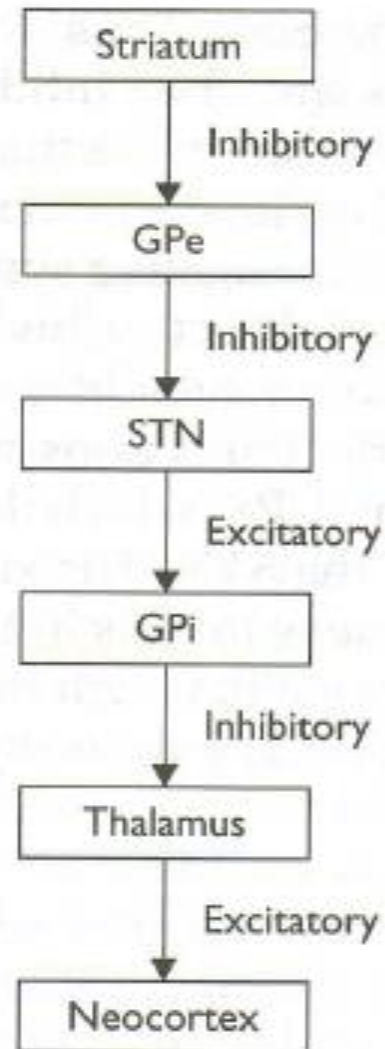 Striatum
Inhibitory
GPe
Inhibitory
STN
Excitatory
GPi
Inhibitory
Thalamus
Excitatory
Neocortex